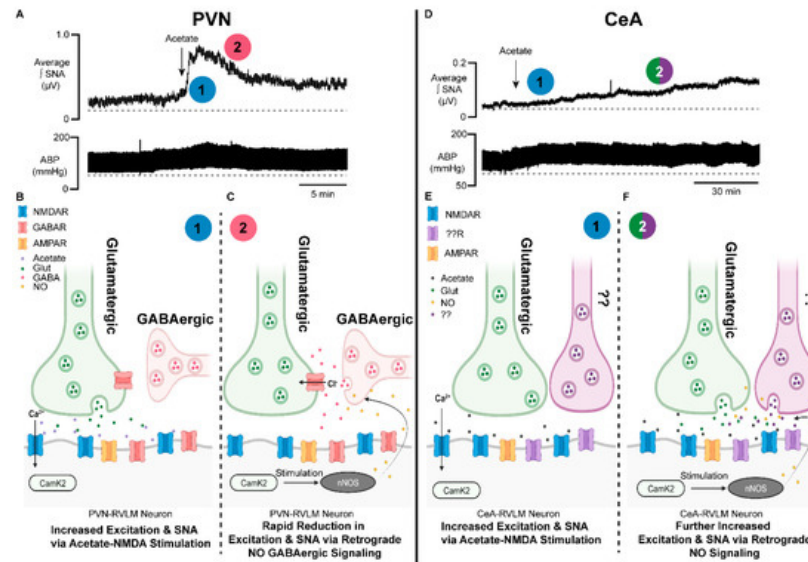 A
PVN
1.0
Average
∫ SNA
(µV)
0
Acetate
1
2
200
ABP
(mmHg)
0
5 min
B
NMDAR
GABAR
AMPAR
Acetate
Glut
GABA
NO
1
Glutamatergic
GABAergic
Ca²⁺
CamK2
PVN-RVLM Neuron
Increased Excitation & SNA
via Acetate-NMDA Stimulation
C
2
Glutamatergic
GABAergic
Cl⁻
CamK2
Stimulation
nNOS
PVN-RVLM Neuron
Rapid Reduction in
Excitation & SNA via Retrograde
NO GABAergic Signaling
D
CeA
0.2
Average
∫ SNA
(µV)
0
Acetate
1
2
200
ABP
(mmHg)
50
30 min
E
NMDAR
??R
AMPAR
Acetate
Glut
NO
??
1
Glutamatergic
??
Ca²⁺
CamK2
CeA-RVLM Neuron
Increased Excitation & SNA
via Acetate-NMDA Stimulation
F
2
Glutamatergic
CamK2
Stimulation
nNOS
CeA-RVLM Neuron
Further Increased
Excitation & SNA via Retrograde
NO Signaling